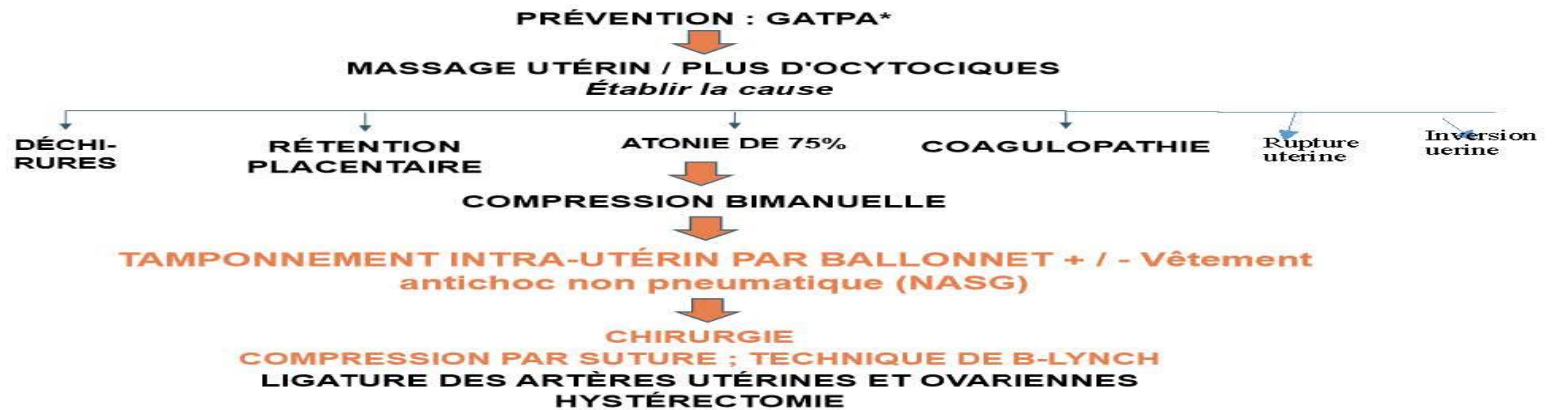 PRÉVENTION : GATPA*
MASSAGE UTÉRIN / PLUS D'OCYTOCIQUES
Établir la cause
DÉCHI-
RURES
RÉTENTION
PLACENTAIRE
ATONIE DE 75%
COAGULOPATHIE
Rupture
uterine
Inversion
uerine
COMPRESSION BIMANUELLE
TAMPONNEMENT INTRA-UTÉRIN PAR BALLONNET + / - Vêtement
antichoc non pneumatique (NASG)
CHIRURGIE
COMPRESSION PAR SUTURE ; TECHNIQUE DE B-LYNCH
LIGATURE DES ARTÈRES UTÉRINES ET OVARIENNES
HYSTÉRECTOMIE